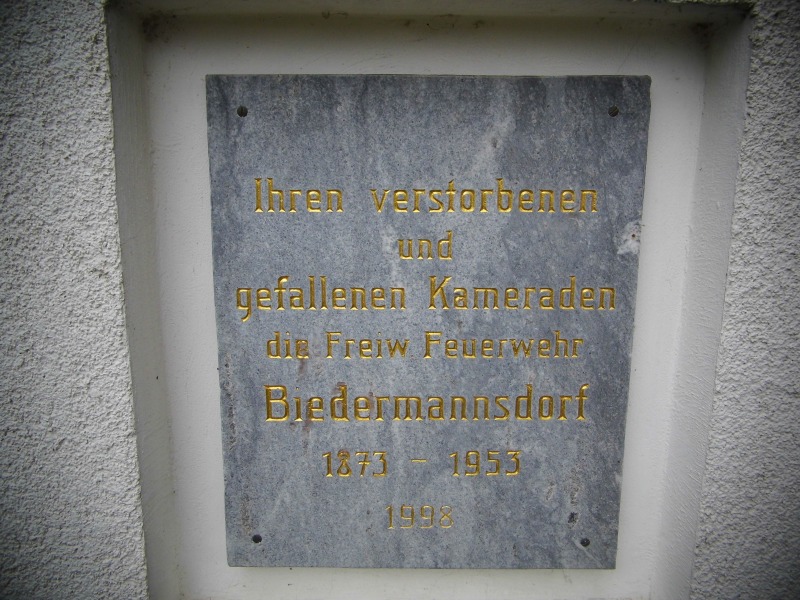 Ihren verstorbenen
und
gefallenen Kameraden
die Freiw Feuerwehr
Biedermannsdorf
1873 - 1953
1998